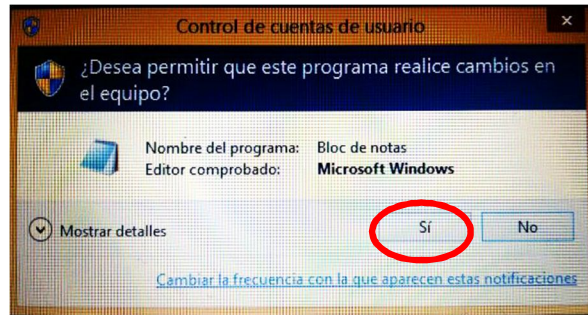 Control de cuentas de usuario
¿Desea permitir que este programa realice cambios en
el equipo?
Nombre del programa: Bloc de notas
Editor comprobado: Microsoft Windows
Mostrar detalles
Sí No
Cambiar la frecuencia con la que aparecen estas notificaciones